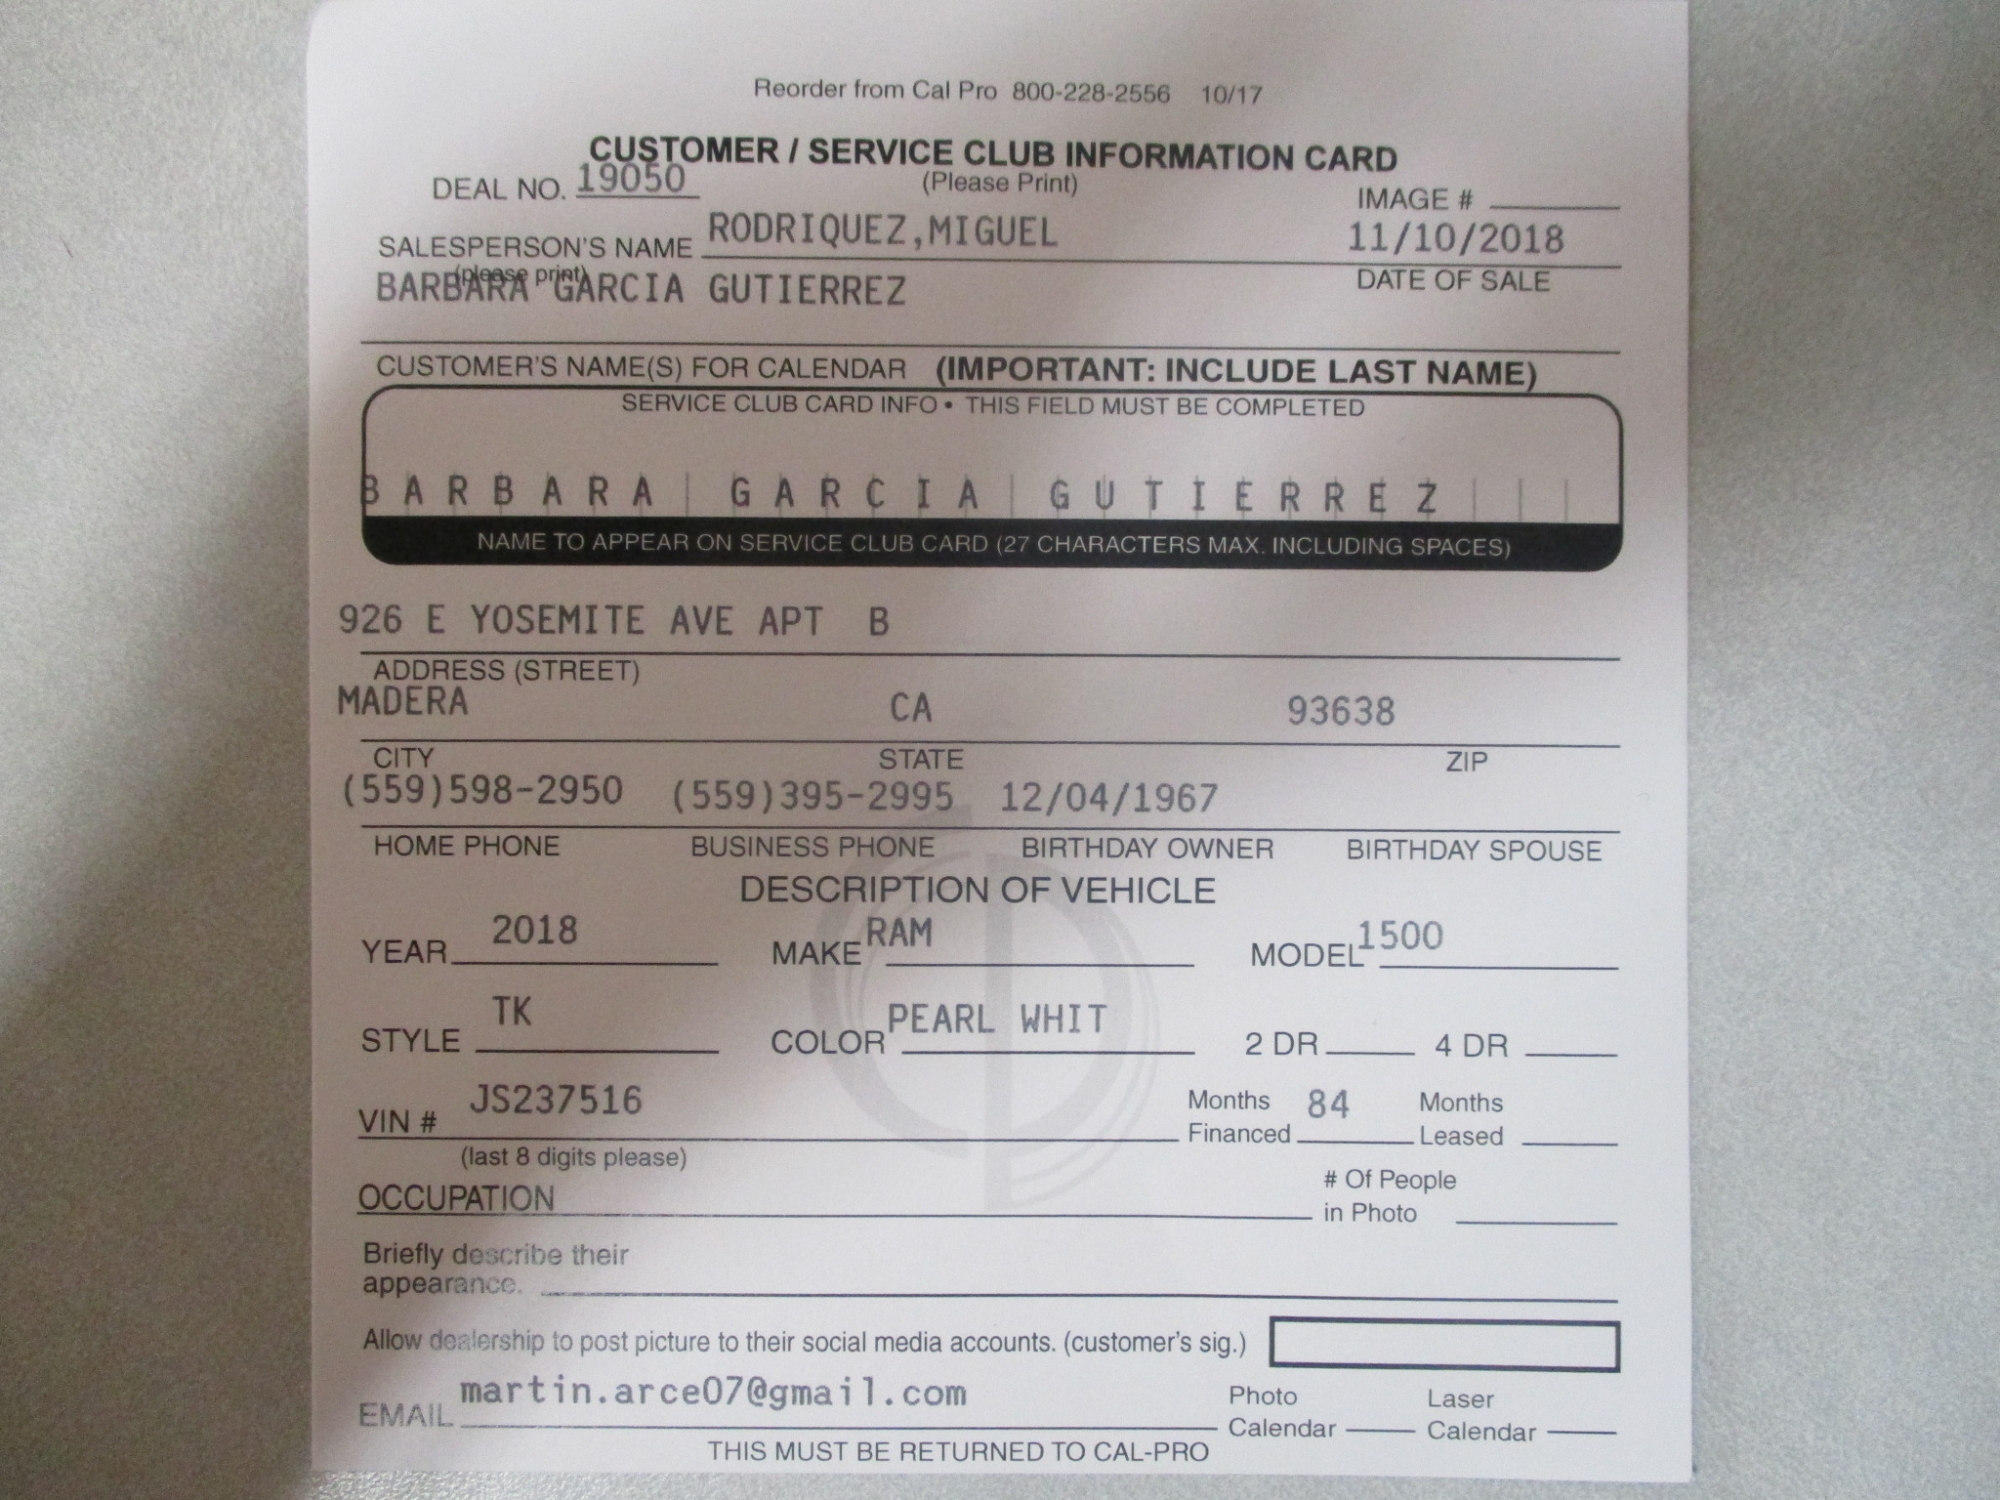 Reorder from Cal Pro 800-228-2556 10/17
CUSTOMER / SERVICE CLUB INFORMATION CARD
DEAL NO. 19050 (Please Print) IMAGE #
SALESPERSON'S NAME RODRIQUEZ,MIGUEL 11/10/2018
(please print) DATE OF SALE
BARBARA GARCIA GUTIERREZ
CUSTOMER'S NAME(S) FOR CALENDAR (IMPORTANT: INCLUDE LAST NAME)
SERVICE CLUB CARD INFO • THIS FIELD MUST BE COMPLETED
BARBARA GARCIA GUTIERREZ
NAME TO APPEAR ON SERVICE CLUB CARD (27 CHARACTERS MAX. INCLUDING SPACES)
926 E YOSEMITE AVE APT B
ADDRESS (STREET)
MADERA CA 93638
CITY STATE ZIP
(559)598-2950 (559)395-2995 12/04/1967
HOME PHONE BUSINESS PHONE BIRTHDAY OWNER BIRTHDAY SPOUSE
DESCRIPTION OF VEHICLE
YEAR 2018 MAKE RAM MODEL 1500
STYLE TK COLOR PEARL WHIT 2 DR 4 DR
VIN # JS237516 Months Financed 84 Months Leased
(last 8 digits please)
OCCUPATION # Of People in Photo
Briefly describe their
appearance.
Allow dealership to post picture to their social media accounts. (customer's sig.)
EMAIL martin.arce07@gmail.com Photo Calendar Laser Calendar
THIS MUST BE RETURNED TO CAL-PRO